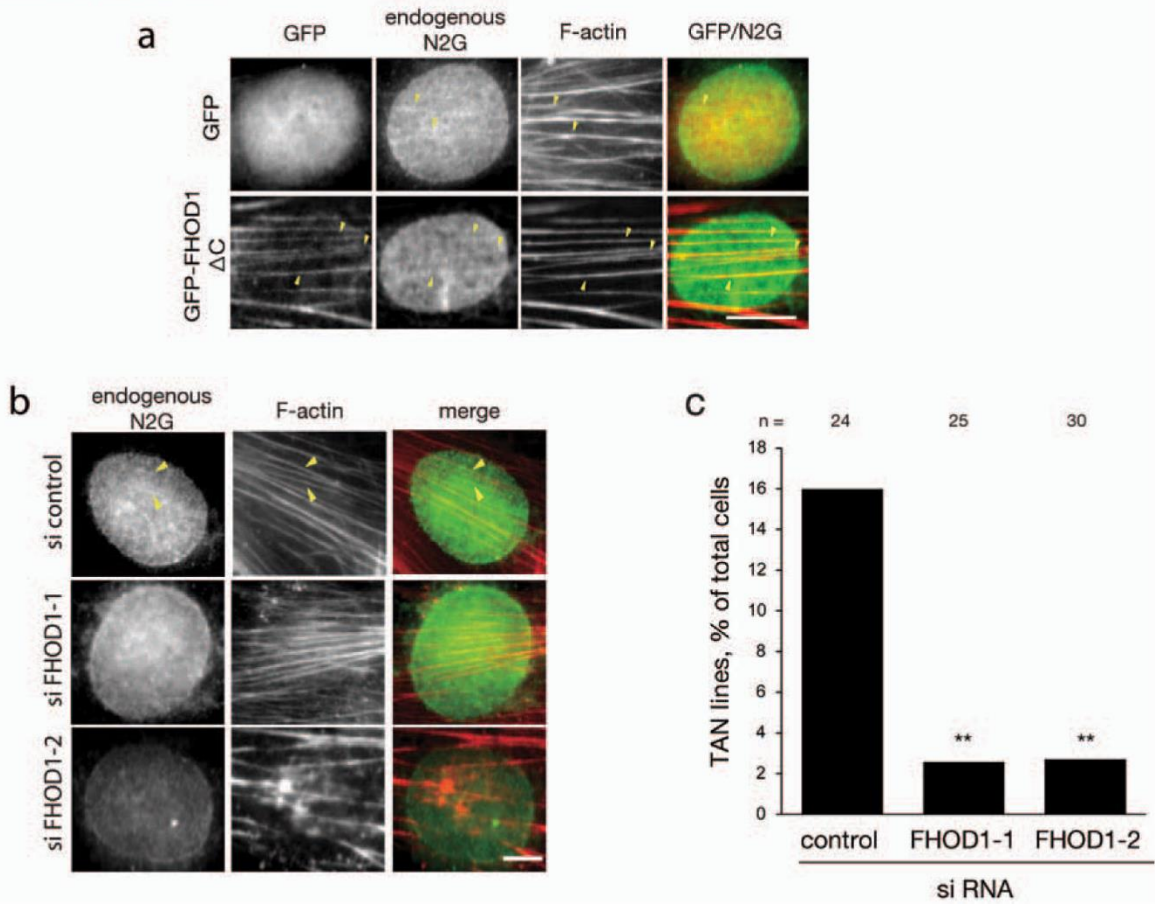 a
GFP
endogenous
N2G
F-actin
GFP/N2G
GFP
GFP-FHOD1
ΔC
b
endogenous
N2G
F-actin
merge
si control
si FHOD1-1
si FHOD1-2
c
n = 24 25 30
TAN lines, % of total cells
18
16
14
12
10
8
6
4
2
0
** **
control FHOD1-1 FHOD1-2
si RNA